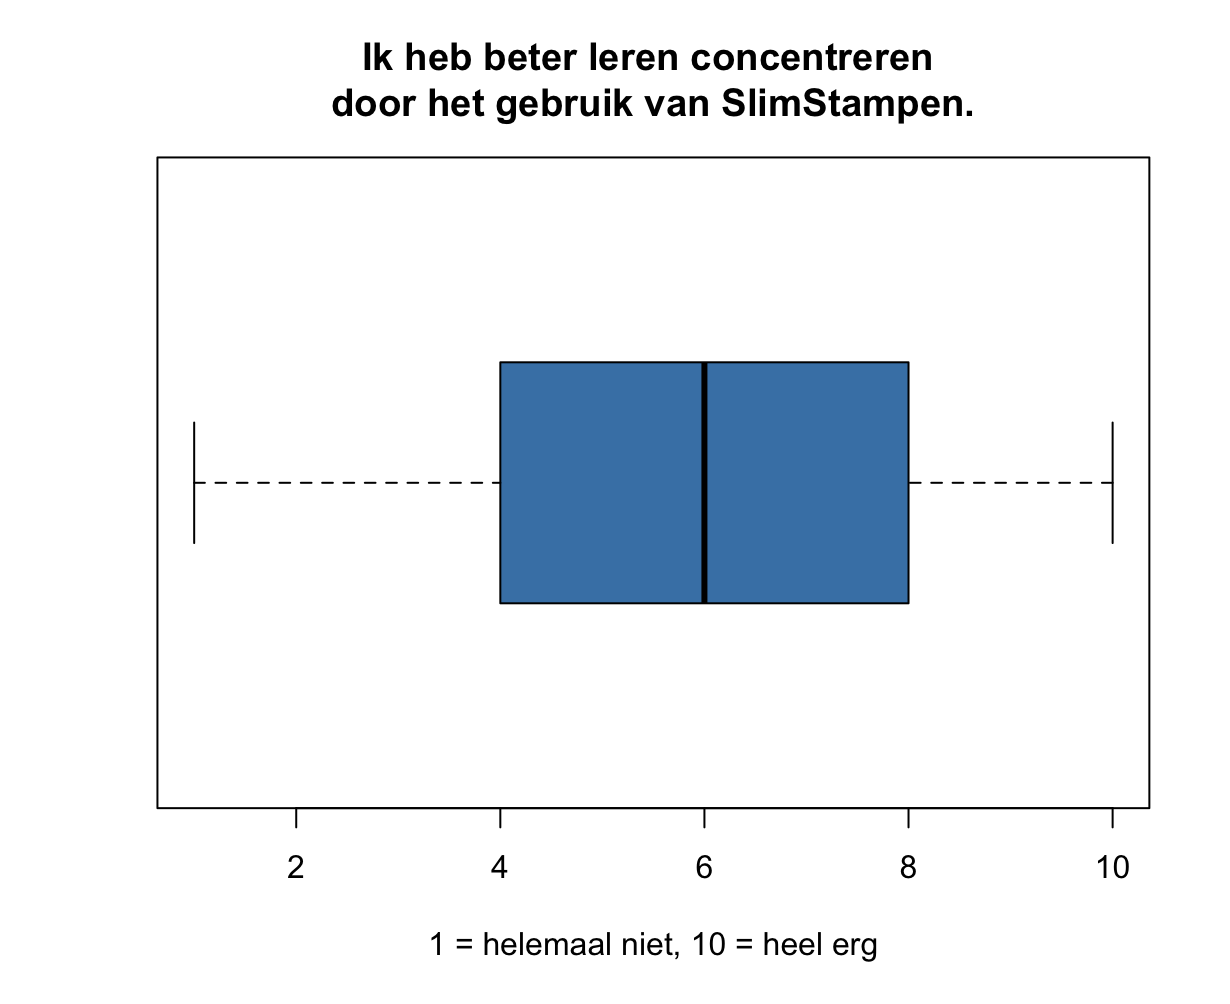 Ik heb beter leren concentreren
door het gebruik van SlimStampen.
2 4 6 8 10
1 = helemaal niet, 10 = heel erg